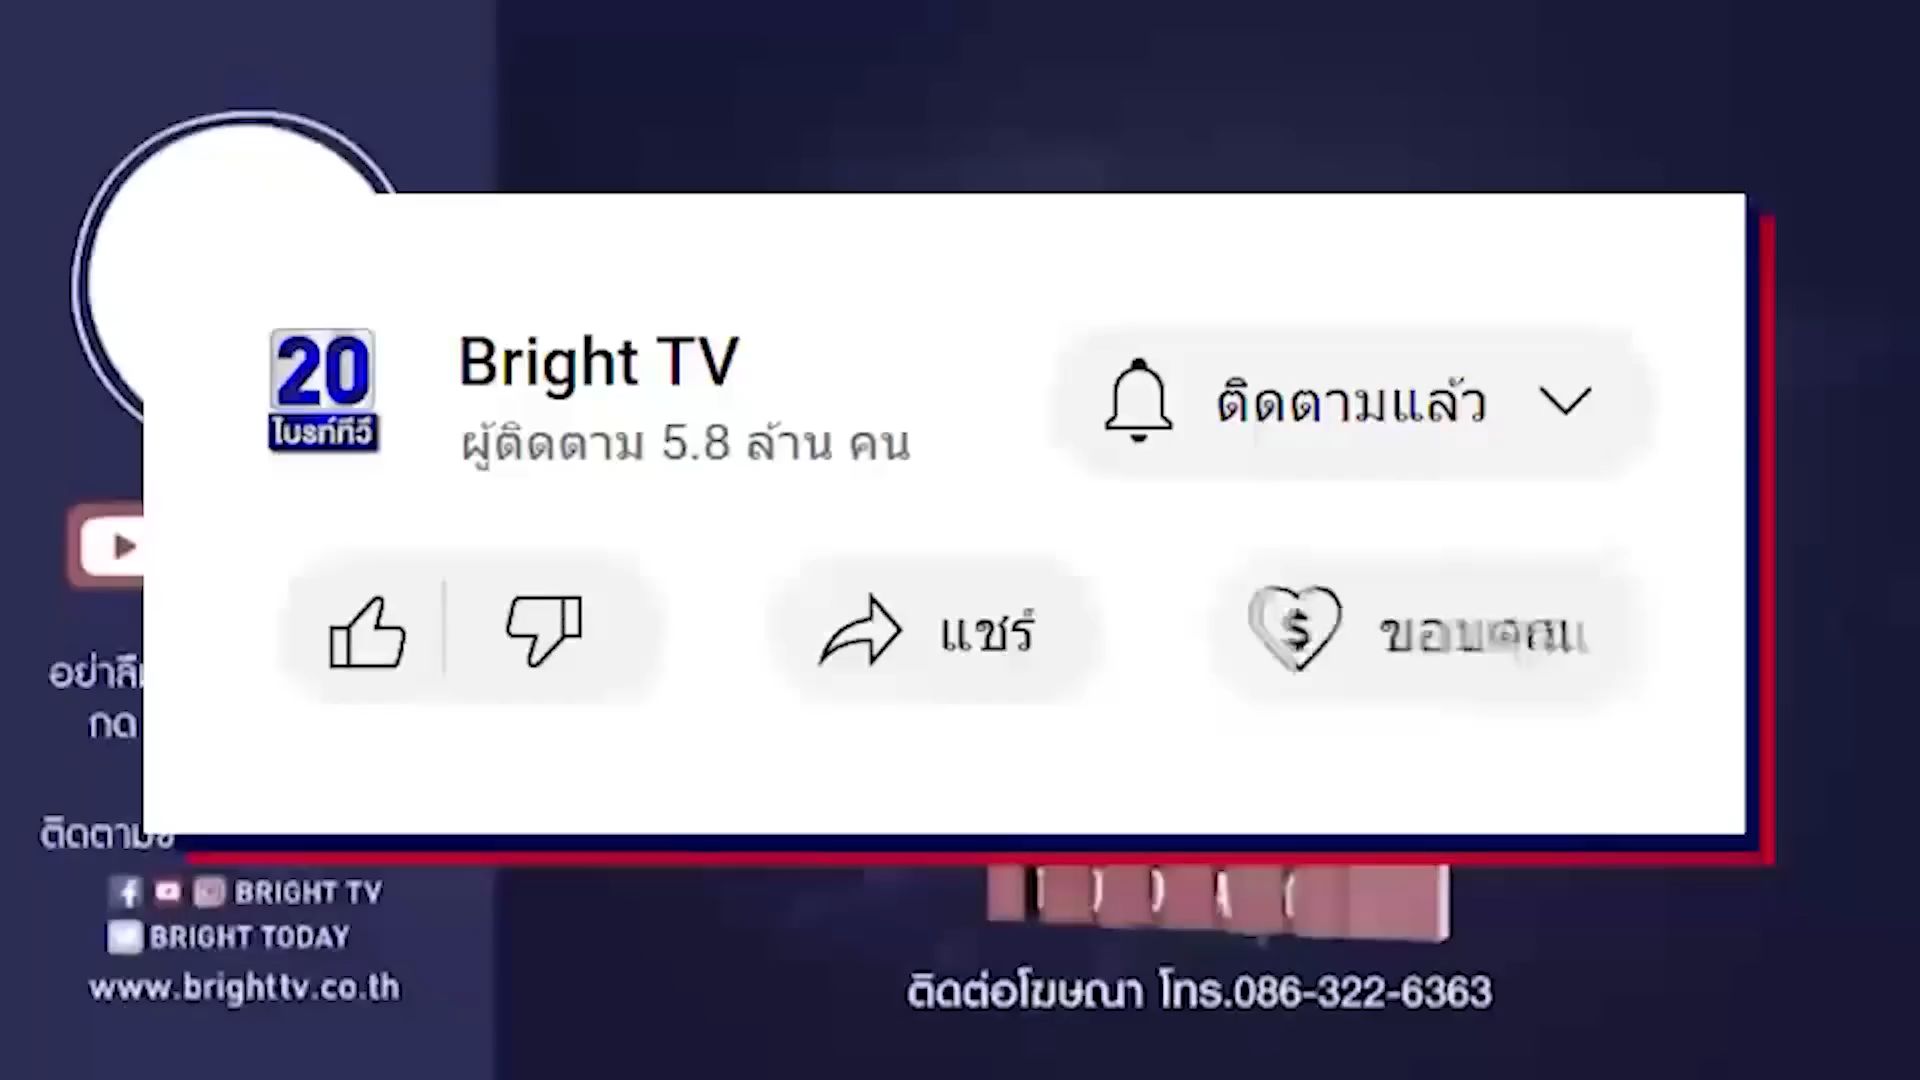 20
ไบรท์ทีวี
Bright TV
ผู้ติดตาม 5.8 ล้าน คน
ติดตามแล้ว
แชร์
ขอบคุณ
กด
BRIGHT TV
BRIGHT TODAY
www.brighttv.co.th
ติดต่อโฆษณา โทร.086-322-6363